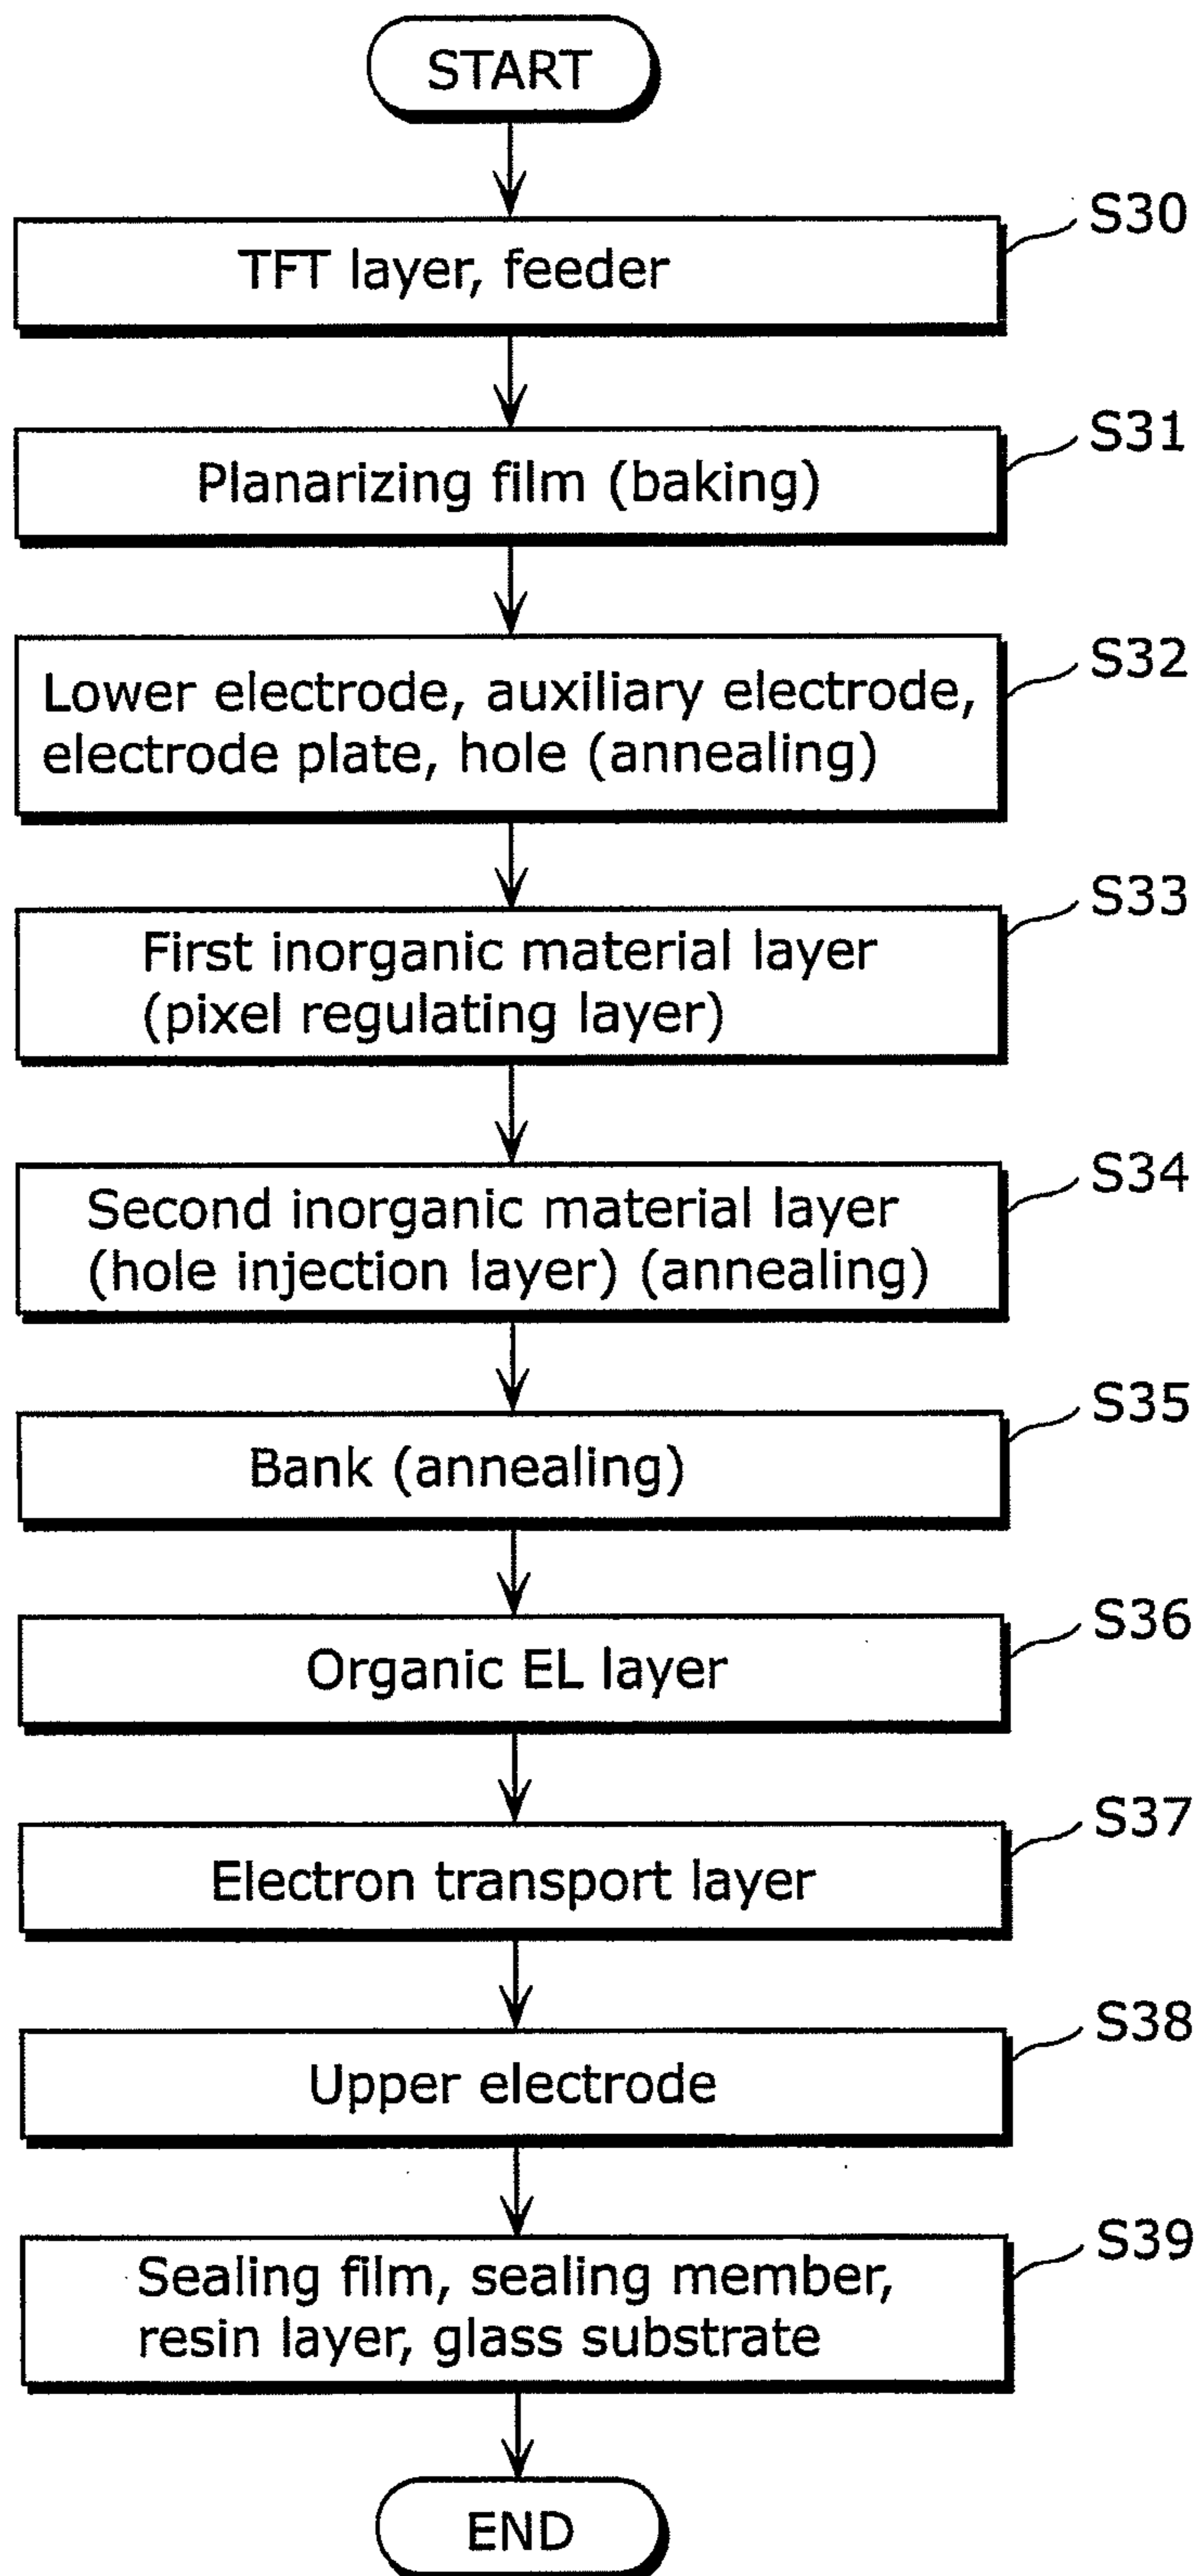 START
S30
TFT layer, feeder
S31
Planarizing film (baking)
S32
Lower electrode, auxiliary electrode,
electrode plate, hole (annealing)
S33
First inorganic material layer
(pixel regulating layer)
S34
Second inorganic material layer
(hole injection layer) (annealing)
S35
Bank (annealing)
S36
Organic EL layer
S37
Electron transport layer
S38
Upper electrode
S39
Sealing film, sealing member,
resin layer, glass substrate
END